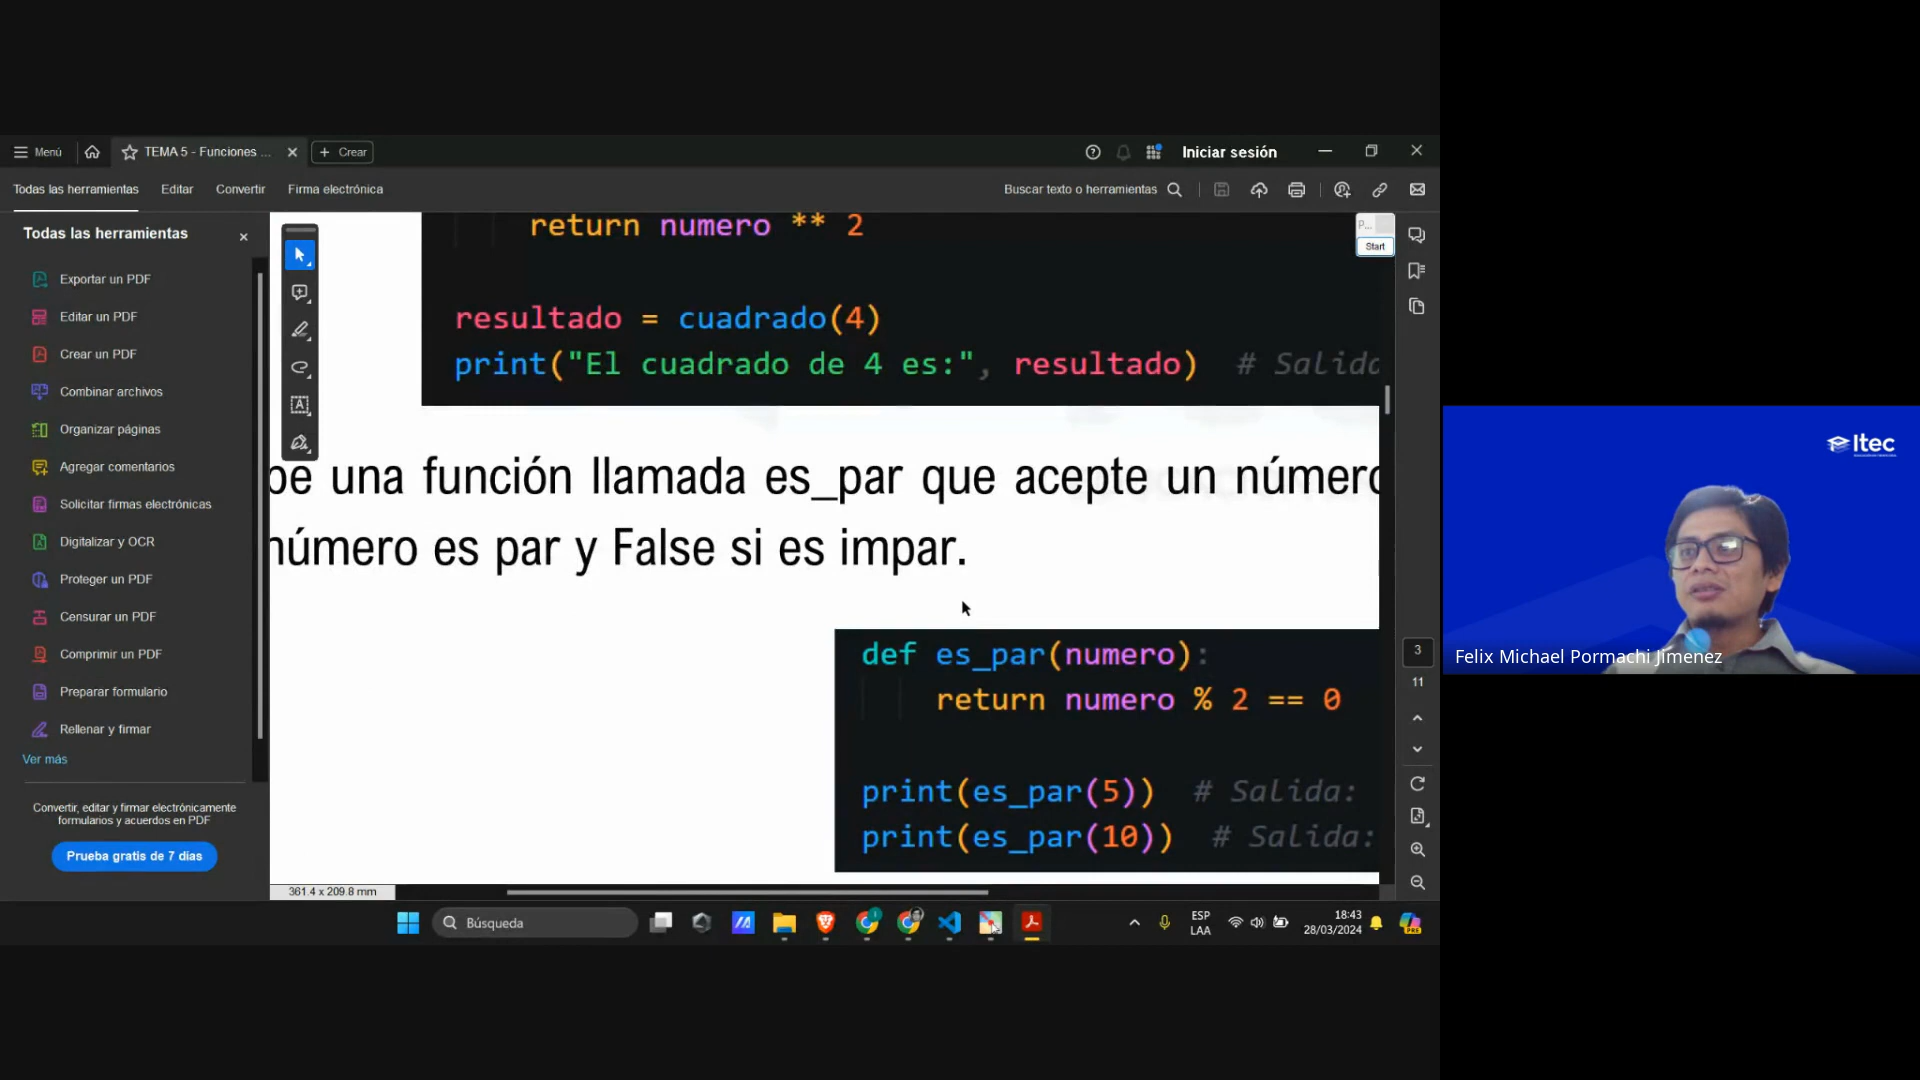 Menú
TEMA 5 - Funciones ...
Crear
Iniciar sesión
Todas las herramientas
Editar
Convertir
Firma electrónica
Buscar texto o herramientas
Todas las herramientas
Exportar un PDF
Editar un PDF
Crear un PDF
Combinar archivos
Organizar páginas
Agregar comentarios
Solicitar firmas electrónicas
Digitalizar y OCR
Proteger un PDF
Censurar un PDF
Comprimir un PDF
Preparar formulario
Rellenar y firmar
Ver más
Convertir, editar y firmar electrónicamente
formularios y acuerdos en PDF
Prueba gratis de 7 días
return numero ** 2
resultado = cuadrado(4)
print("El cuadrado de 4 es:", resultado) # Salida
be una función llamada es_par que acepte un número
número es par y False si es impar.
def es_par(numero):
return numero % 2 == 0
print(es_par(5)) # Salida:
print(es_par(10)) # Salida:
P...
Start
3
11
361.4 x 209.8 mm
Búsqueda
ESP
LAA
18:43
28/03/2024
PRE
Itec
Felix Michael Pormachi Jimenez